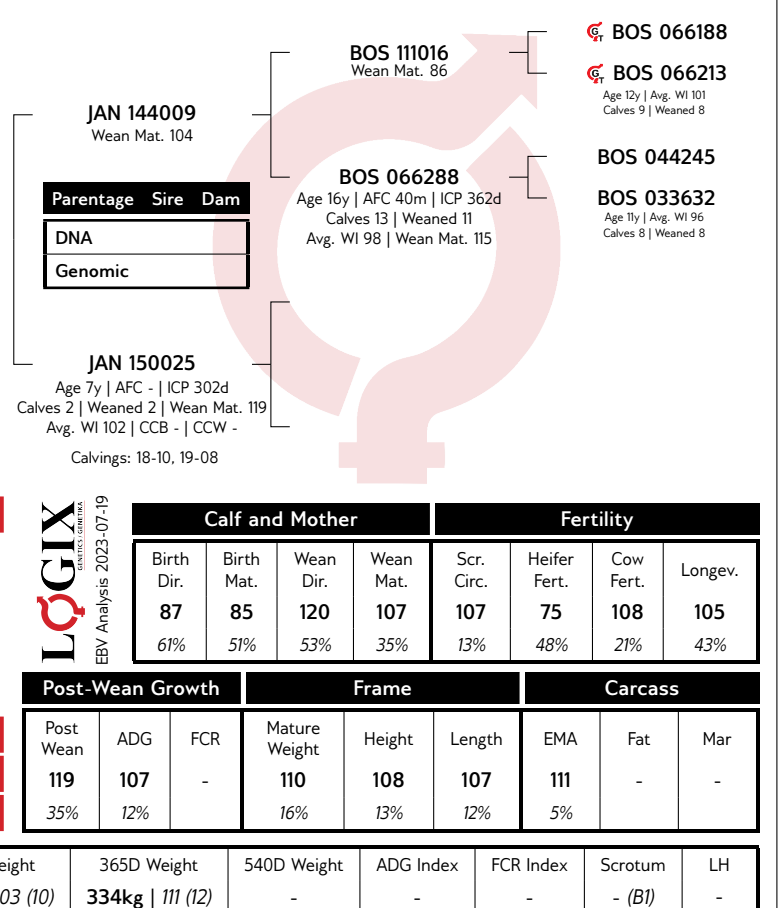 BOS 066188
BOS 111016
Wean Mat. 86
BOS 066213
Age 12y | Avg. WI 101
Calves 9 | Weaned 8
JAN 144009
Wean Mat. 104
BOS 044245
BOS 066288
Age 16y | AFC 40m | ICP 362d
Calves 13 | Weaned 11
Avg. WI 98 | Wean Mat. 115
BOS 033632
Age 11y | Avg. WI 96
Calves 8 | Weaned 8
Parentage Sire Dam
DNA
Genomic
JAN 150025
Age 7y | AFC - | ICP 302d
Calves 2 | Weaned 2 | Wean Mat. 119
Avg. WI 102 | CCB - | CCW -
Calvings: 18-10, 19-08
LOGIX
GENETICS / GENETIKA
EBV Analysis 2023-07-19
Calf and Mother Fertility
Birth Dir. Birth Mat. Wean Dir. Wean Mat. Scr. Circ. Heifer Fert. Cow Fert. Longev.
87 85 120 107 107 75 108 105
61% 51% 53% 35% 13% 48% 21% 43%
Post-Wean Growth Frame Carcass
Post Wean ADG FCR Mature Weight Height Length EMA Fat Mar
119 107 - 110 108 107 111 - -
35% 12% 16% 13% 12% 5%
eight 365D Weight 540D Weight ADG Index FCR Index Scrotum LH
03 (10) 334kg | 111 (12) - - - - (B1) -